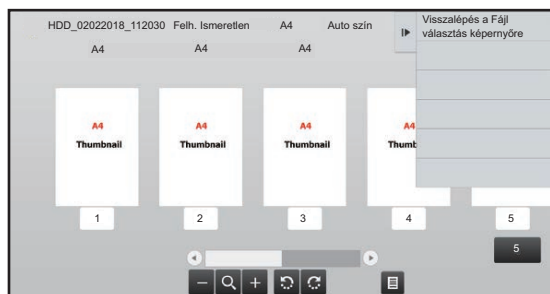 HDD_02022018_112030 Felh. Ismeretlen A4 Auto szín
A4 A4 A4
Visszalépés a Fájl
választás képernyőre
A4 A4 A4 A4
Thumbnail Thumbnail Thumbnail Thumb
1 2 3 4 5
5